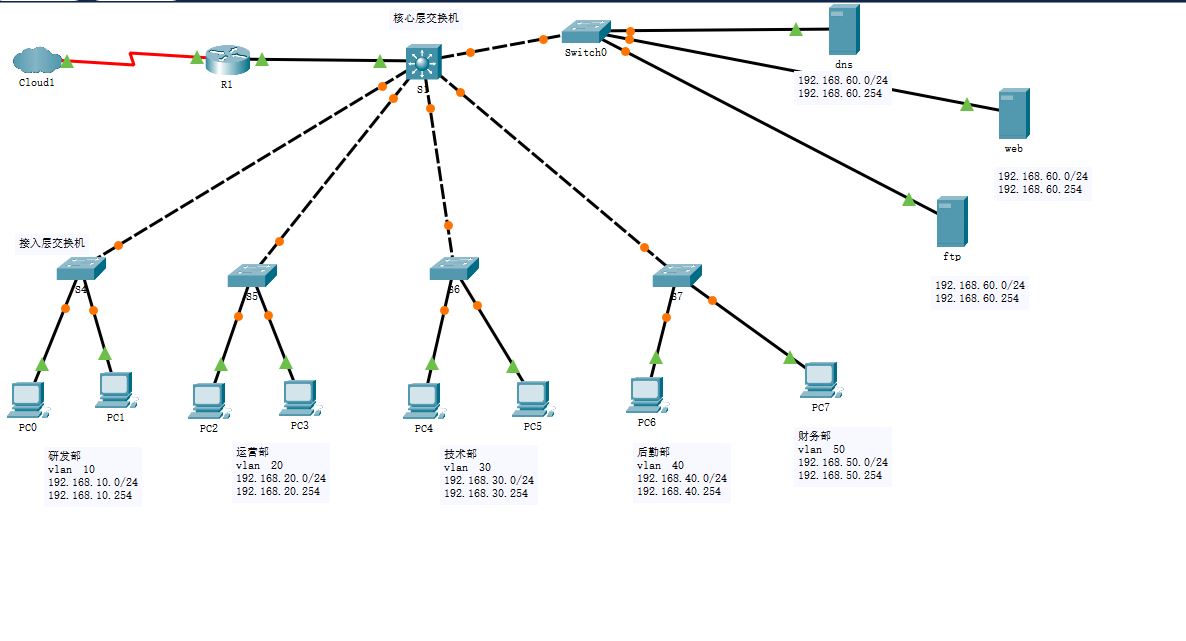 核心层交换机
Cloud1
R1
Switch0
dns
192.168.60.0/24
192.168.60.254
web
192.168.60.0/24
192.168.60.254
ftp
192.168.60.0/24
192.168.60.254
接入层交换机
S4
S5
S6
S7
PC0
PC1
PC2
PC3
PC4
PC5
PC6
PC7
研发部
vlan 10
192.168.10.0/24
192.168.10.254
运营部
vlan 20
192.168.20.0/24
192.168.20.254
技术部
vlan 30
192.168.30.0/24
192.168.30.254
后勤部
vlan 40
192.168.40.0/24
192.168.40.254
财务部
vlan 50
192.168.50.0/24
192.168.50.254